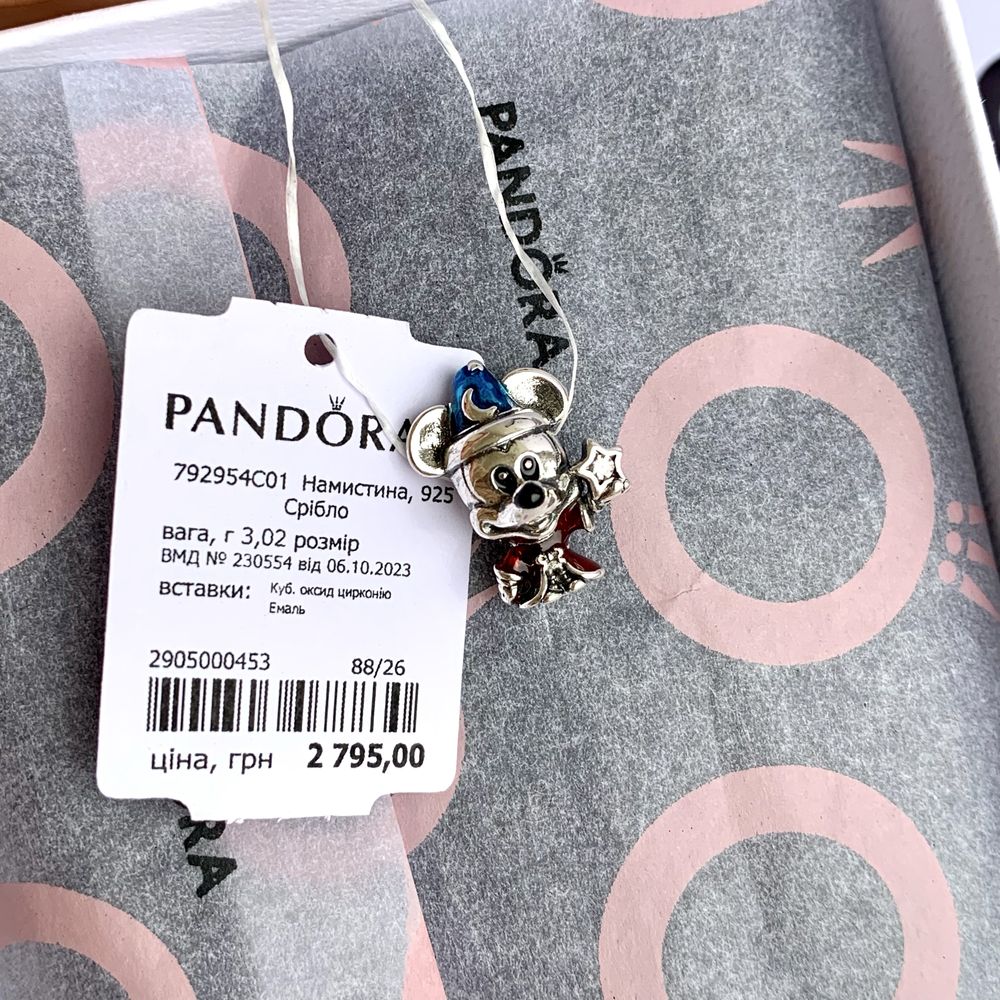 PANDORA
PANDORA
792954C01 Намистина, 925
Срібло
вага, г 3,02 розмір
ВМД № 230554 від 06.10.2023
вставки: Куб. оксид цирконію
Емаль
2905000453 88/26
ціна, грн 2 795,00
RA